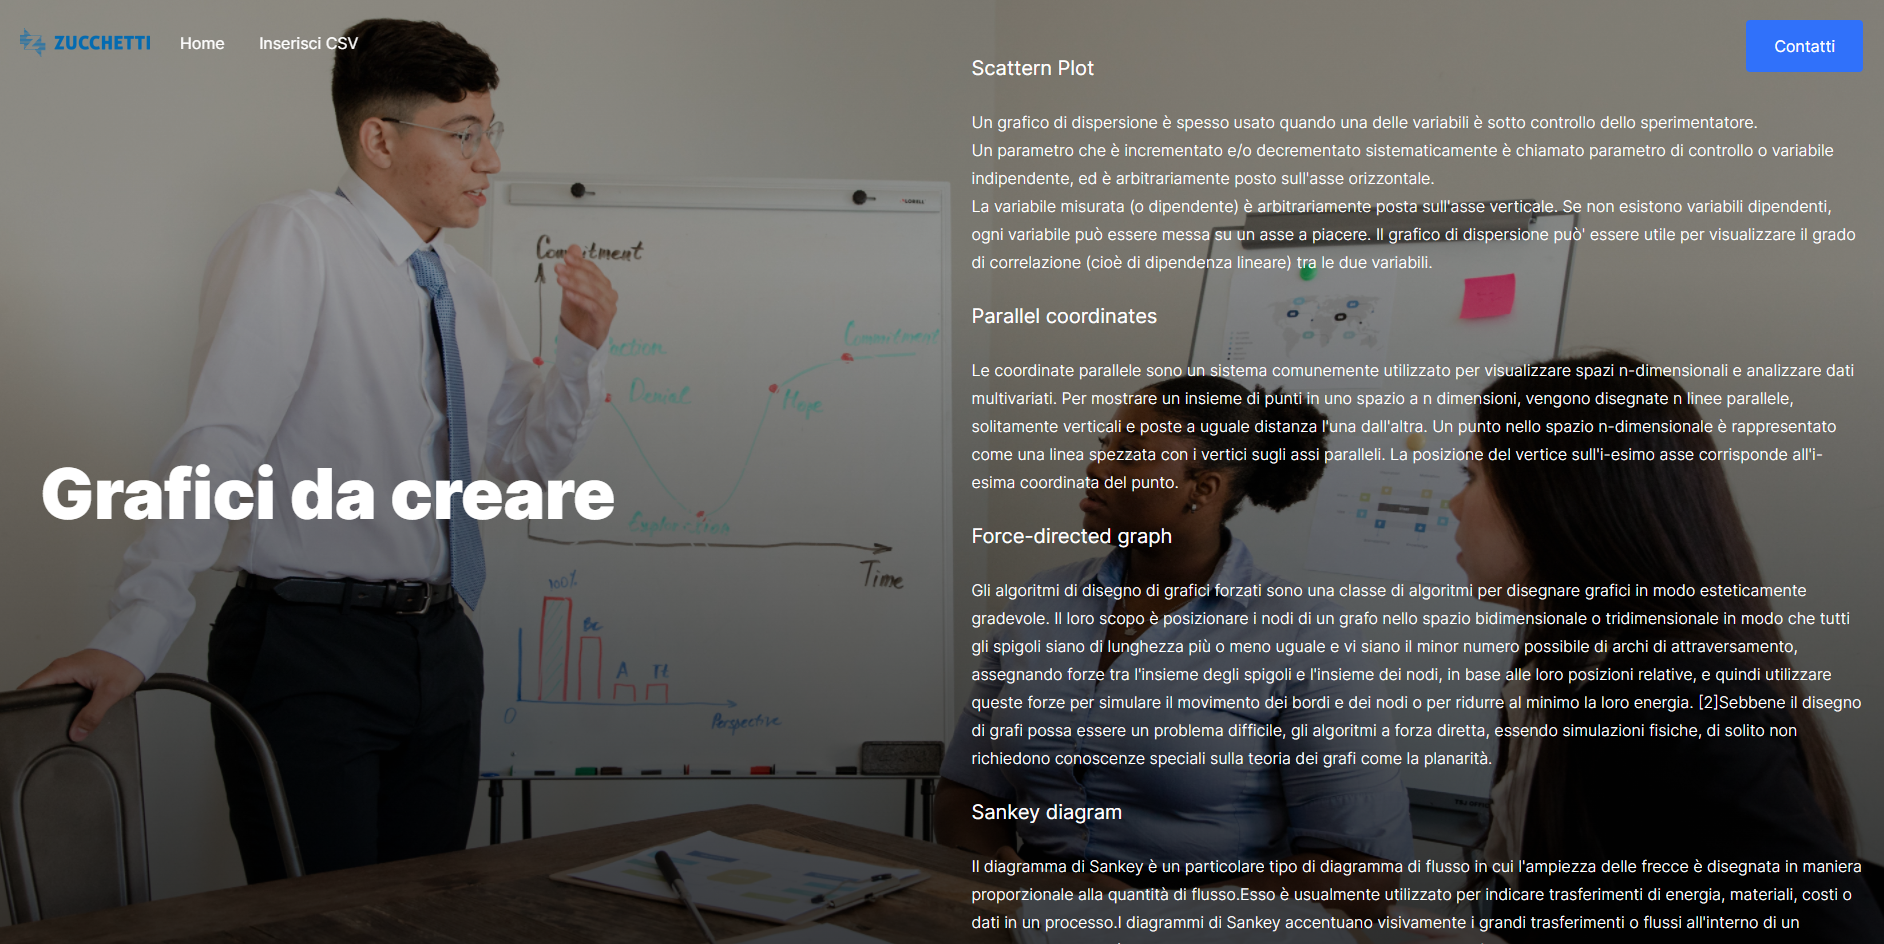 ZUCCHETTI
Home
Inserisci CSV
Contatti
Grafici da creare
Scattern Plot
Un grafico di dispersione è spesso usato quando una delle variabili è sotto controllo dello sperimentatore.
Un parametro che è incrementato e/o decrementato sistematicamente è chiamato parametro di controllo o variabile
indipendente, ed è arbitrariamente posto sull'asse orizzontale.
La variabile misurata (o dipendente) è arbitrariamente posta sull'asse verticale. Se non esistono variabili dipendenti,
ogni variabile può essere messa su un asse a piacere. Il grafico di dispersione può' essere utile per visualizzare il grado
di correlazione (cioè di dipendenza lineare) tra le due variabili.
Parallel coordinates
Le coordinate parallele sono un sistema comunemente utilizzato per visualizzare spazi n-dimensionali e analizzare dati
multivariati. Per mostrare un insieme di punti in uno spazio a n dimensioni, vengono disegnate n linee parallele,
solitamente verticali e poste a uguale distanza l'una dall'altra. Un punto nello spazio n-dimensionale è rappresentato
come una linea spezzata con i vertici sugli assi paralleli. La posizione del vertice sull'i-esimo asse corrisponde all'i-
esima coordinata del punto.
Force-directed graph
Gli algoritmi di disegno di grafici forzati sono una classe di algoritmi per disegnare grafici in modo esteticamente
gradevole. Il loro scopo è posizionare i nodi di un grafo nello spazio bidimensionale o tridimensionale in modo che tutti
gli spigoli siano di lunghezza più o meno uguale e vi siano il minor numero possibile di archi di attraversamento,
assegnando forze tra l'insieme degli spigoli e l'insieme dei nodi, in base alle loro posizioni relative, e quindi utilizzare
queste forze per simulare il movimento dei bordi e dei nodi o per ridurre al minimo la loro energia. [2]Sebbene il disegno
di grafi possa essere un problema difficile, gli algoritmi a forza diretta, essendo simulazioni fisiche, di solito non
richiedono conoscenze speciali sulla teoria dei grafi come la planarità.
Sankey diagram
Il diagramma di Sankey è un particolare tipo di diagramma di flusso in cui l'ampiezza delle frecce è disegnata in maniera
proporzionale alla quantità di flusso.Esso è usualmente utilizzato per indicare trasferimenti di energia, materiali, costi o
dati in un processo.I diagrammi di Sankey accentuano visivamente i grandi trasferimenti o flussi all'interno di un
Commitment
Denial
Hope
Exploration
Time
100%
A
0
Perspective